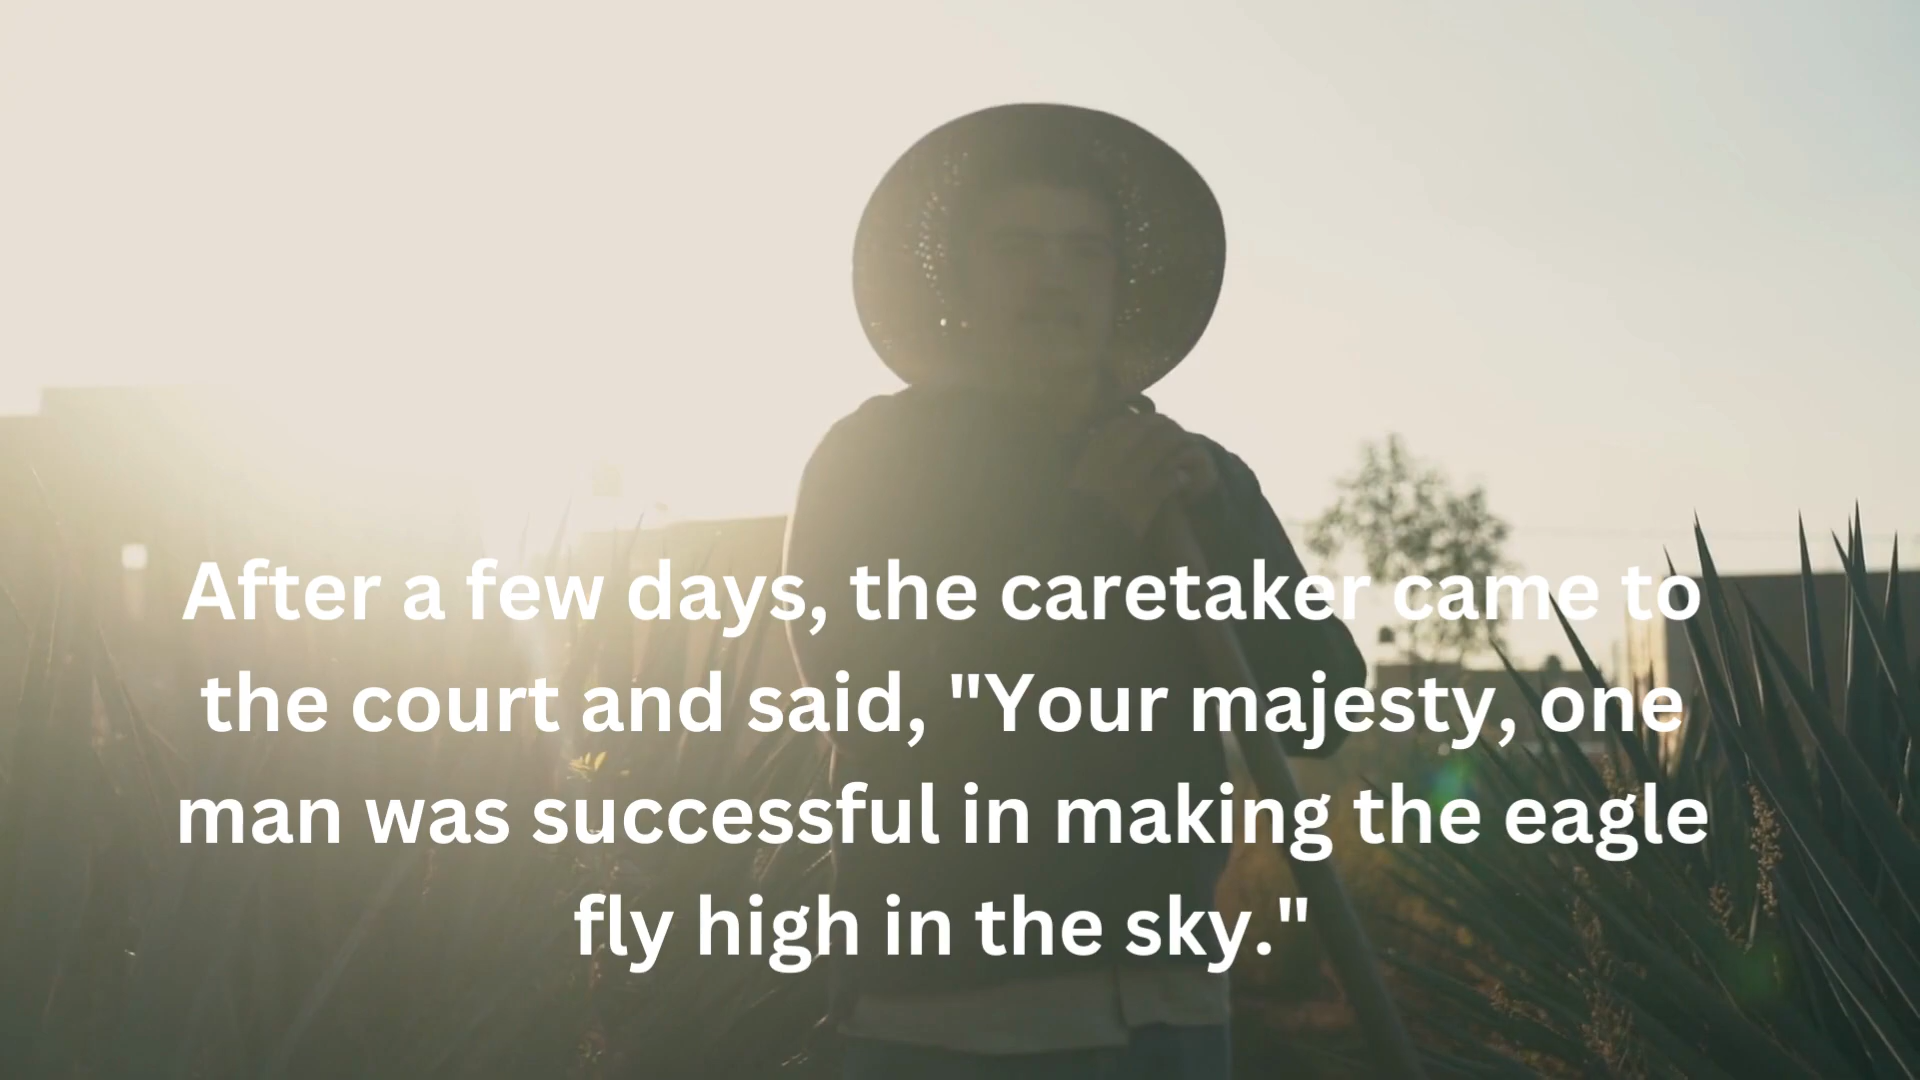 After a few days, the caretaker came to
the court and said, "Your majesty, one
man was successful in making the eagle
fly high in the sky."